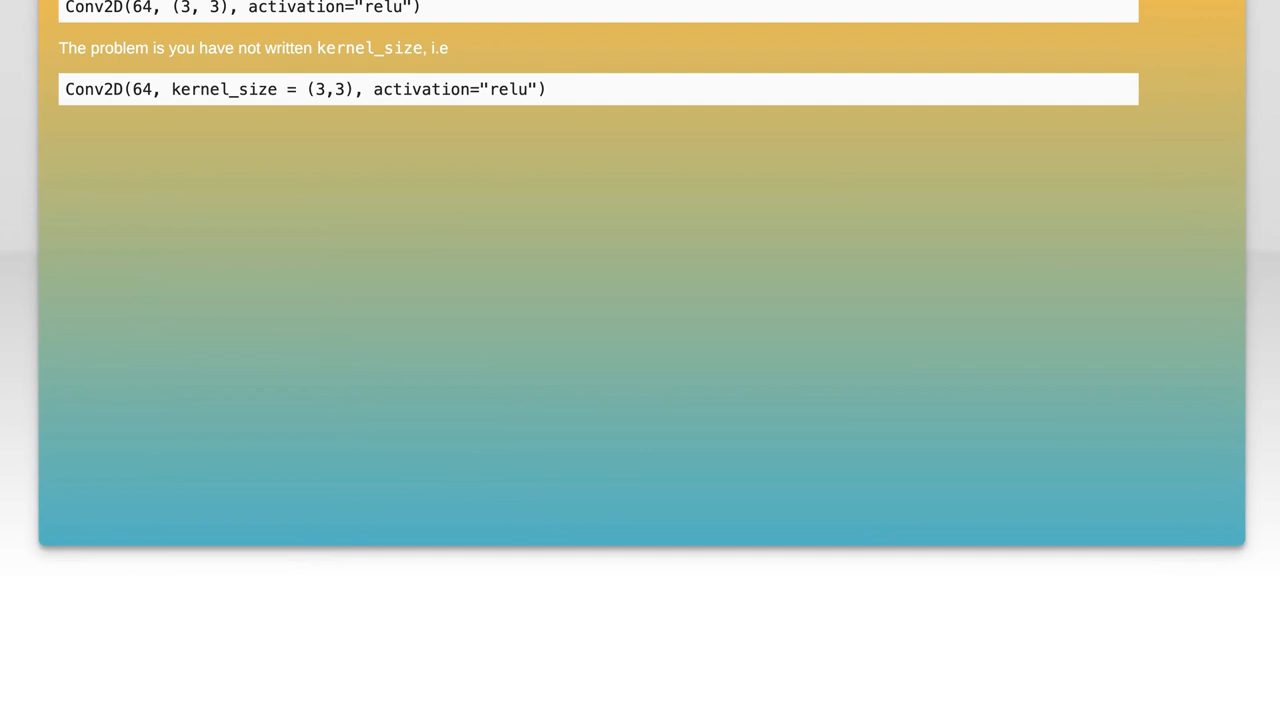 Conv2D(64, (3, 3), activation="relu")
The problem is you have not written kernel_size, i.e
Conv2D(64, kernel_size = (3,3), activation="relu")